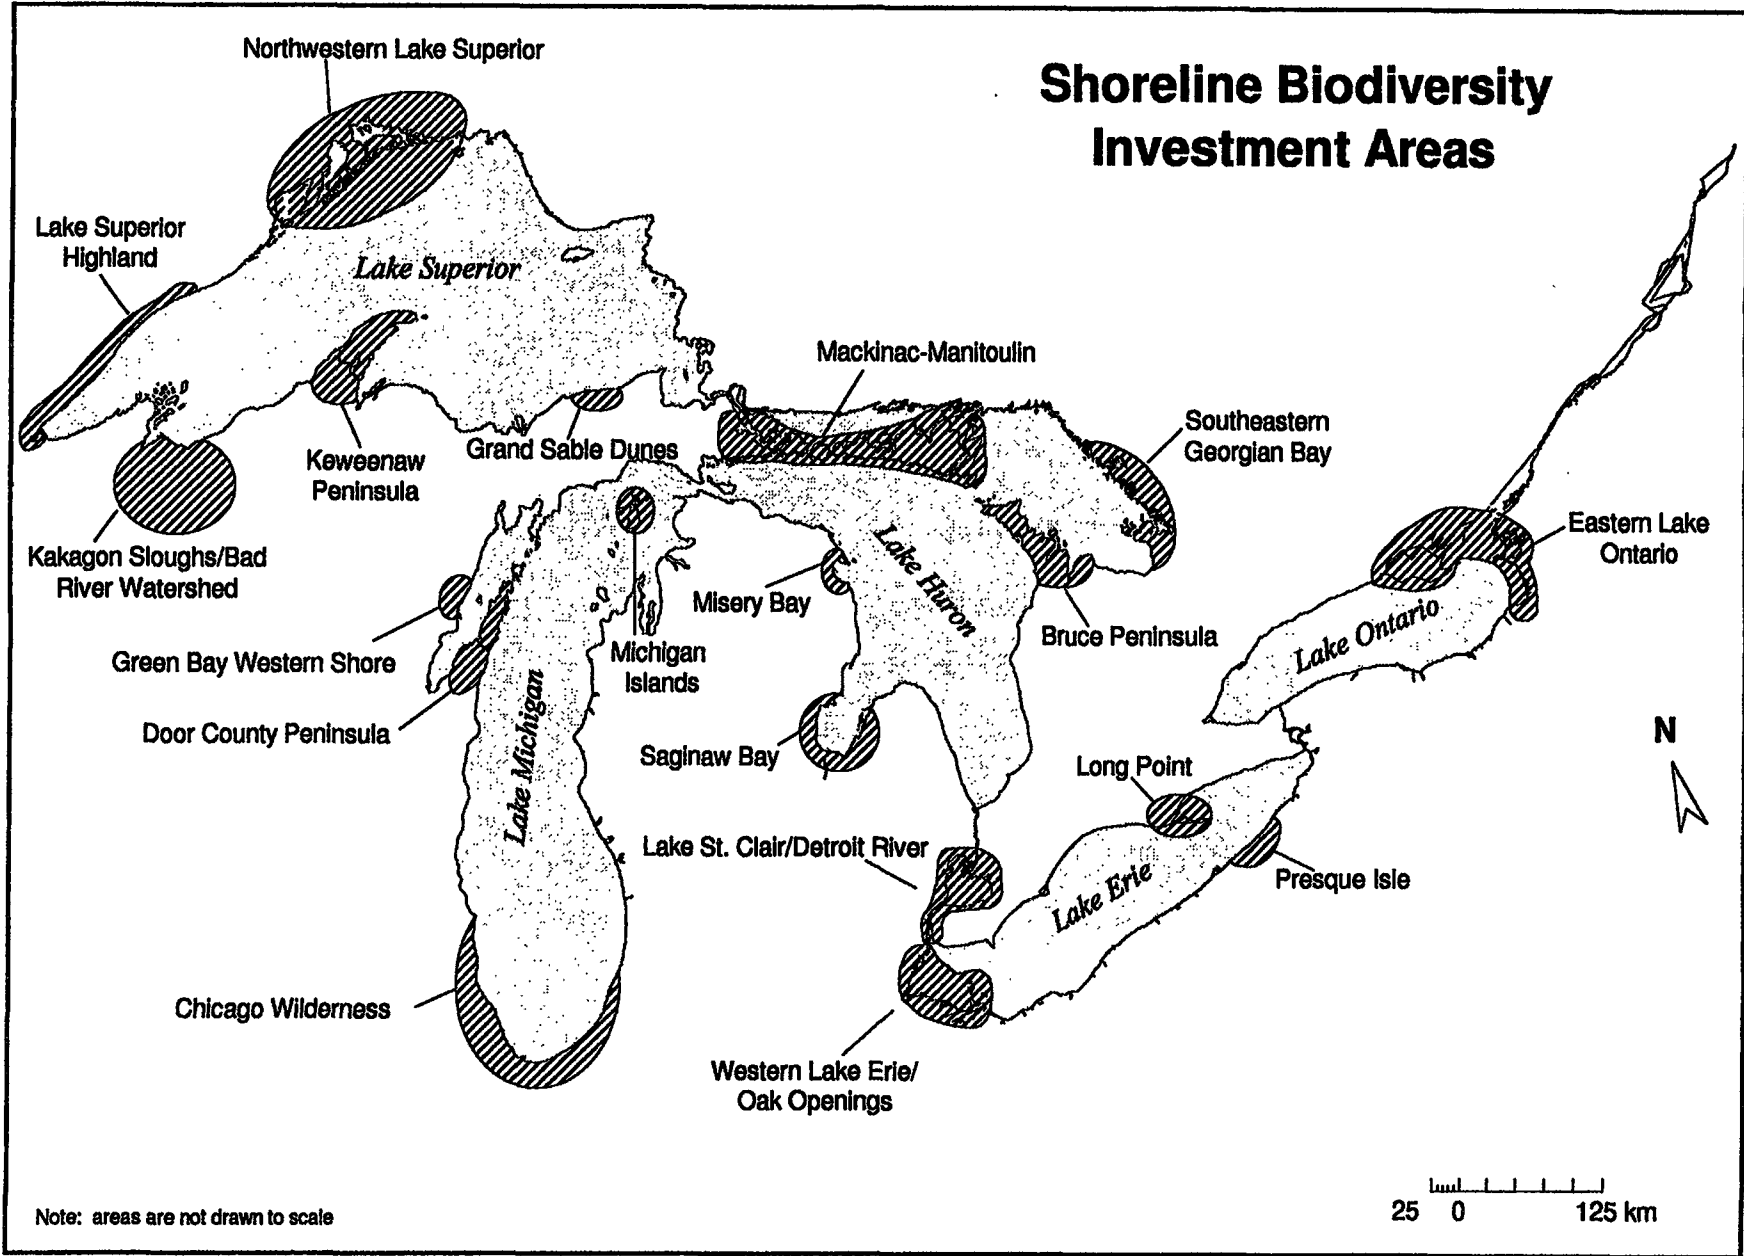 Northwestern Lake Superior
Shoreline Biodiversity
Investment Areas
Lake Superior
Highland
Lake Superior
Mackinac-Manitoulin
Southeastern
Georgian Bay
Grand Sable Dunes
Keweenaw
Peninsula
Eastern Lake
Ontario
Kakagon Sloughs/Bad
River Watershed
Lake Huron
Misery Bay
Bruce Peninsula
Lake Ontario
Green Bay Western Shore
Michigan
Islands
Door County Peninsula
Lake Michigan
Saginaw Bay
N
Long Point
Lake St. Clair/Detroit River
Lake Erie
Presque Isle
Chicago Wilderness
Western Lake Erie/
Oak Openings
Note: areas are not drawn to scale
25 0 125 km